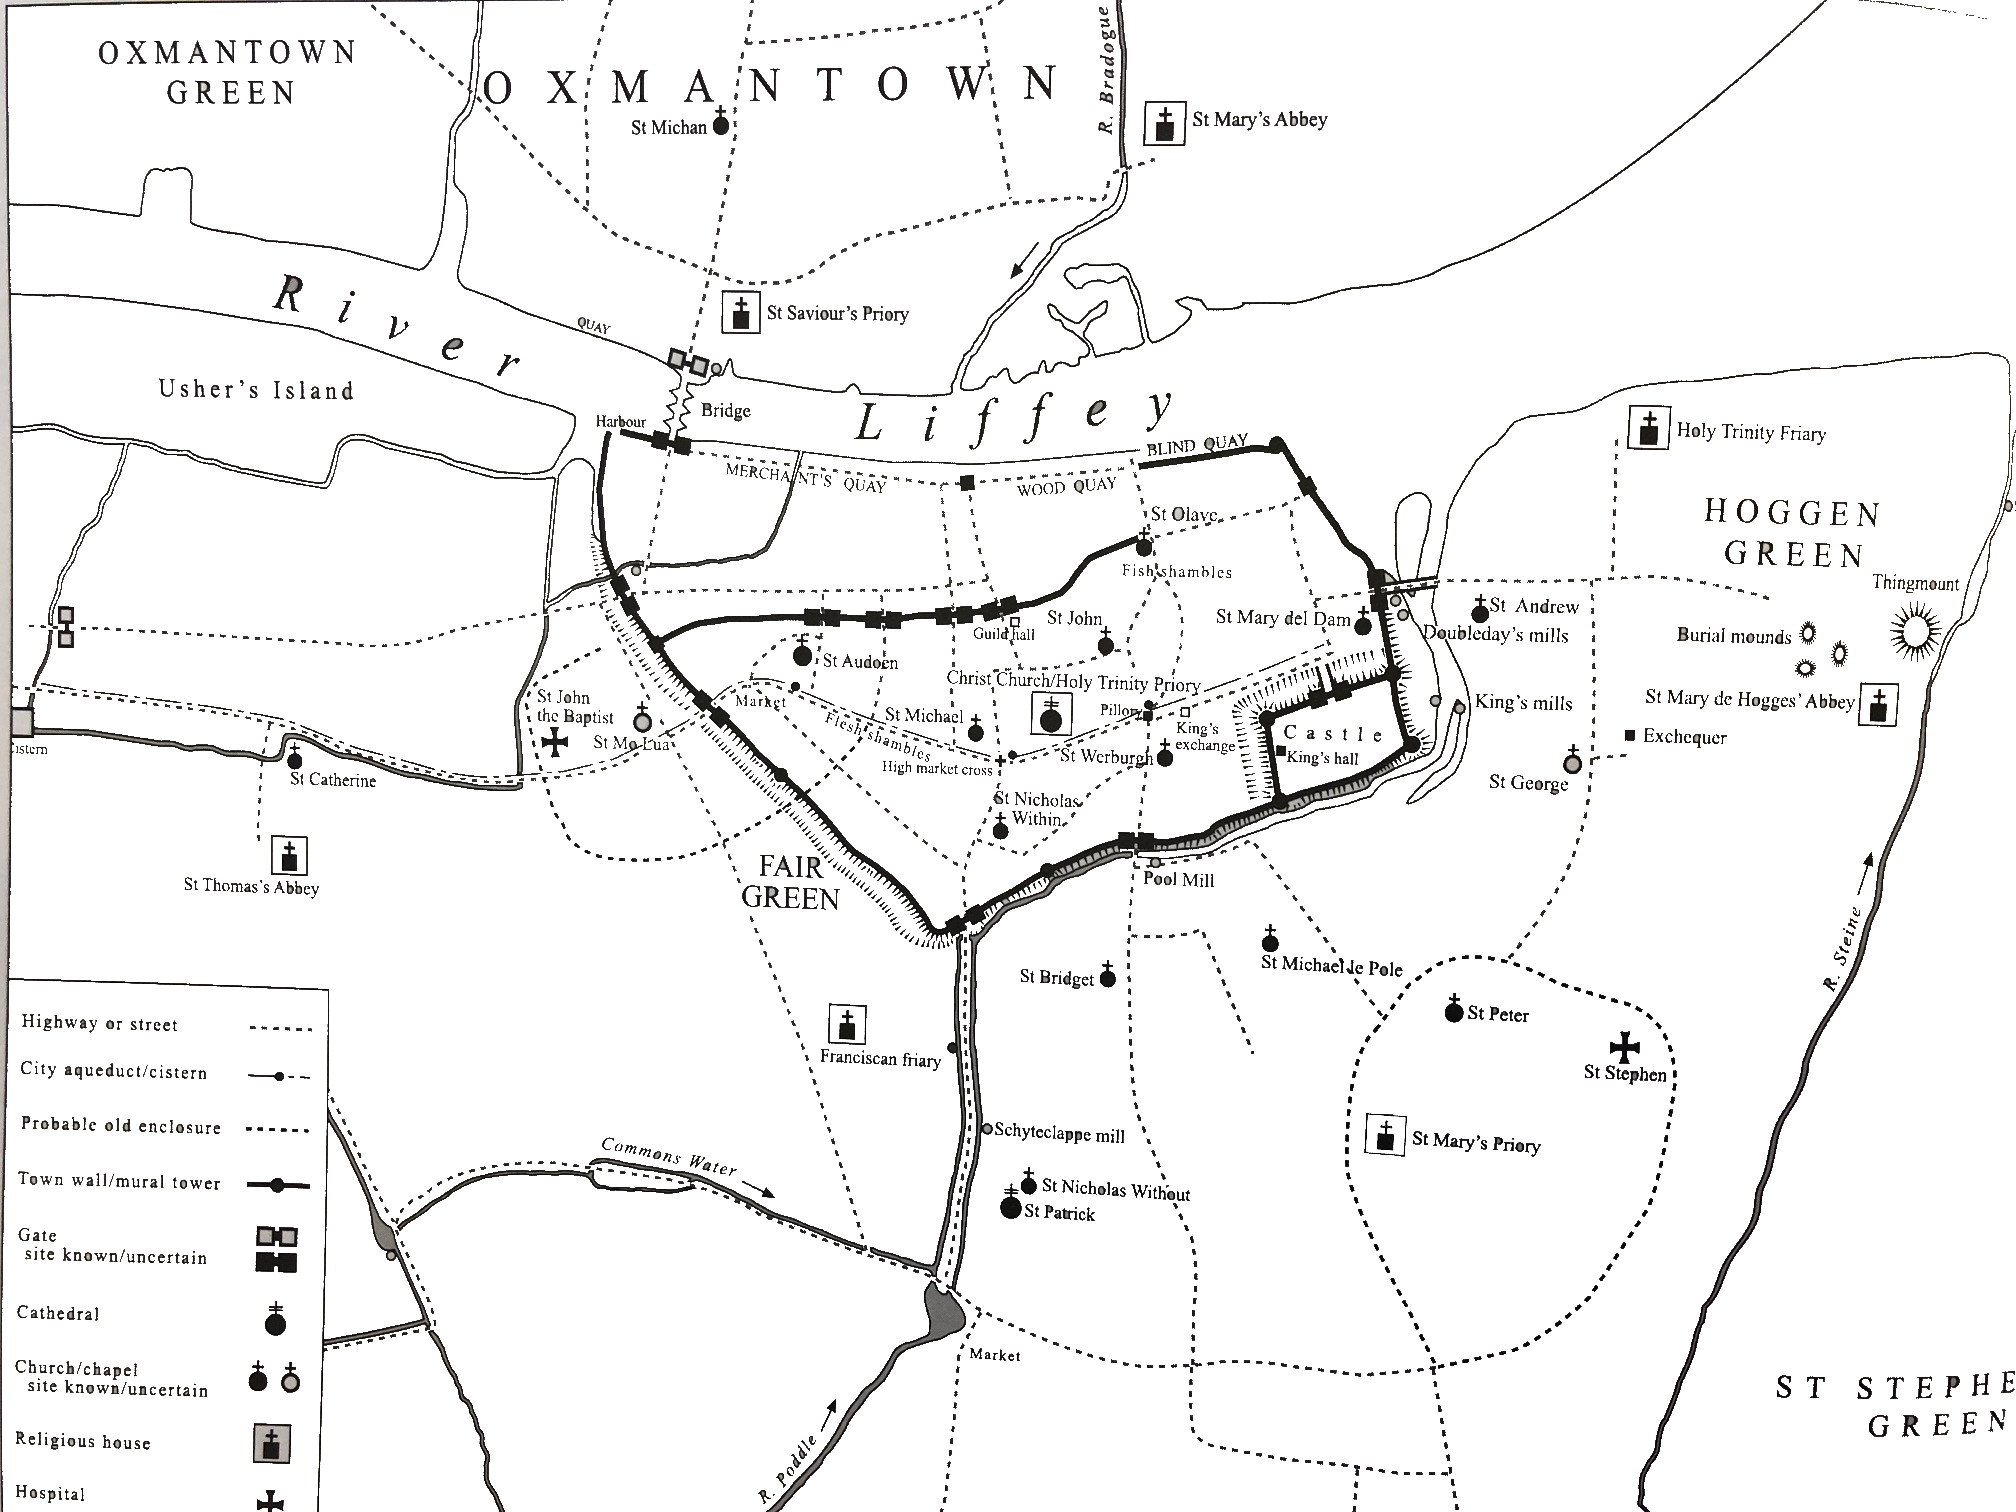 OXMANTOWN
GREEN
OXMANTOWN
R. Bradogue
St Michan
St Mary's Abbey
River
QUAY
St Saviour's Priory
Usher's Island
Harbour
Bridge
Liffey
BLIND QUAY
MERCHANT'S QUAY
WOOD QUAY
Holy Trinity Friary
HOGGEN
GREEN
Thingmount
St Olave
Fish shambles
St Mary del Dam
St Andrew
Doubleday's mills
Burial mounds
Guild hall
St John
St Audoen
Christ Church/Holy Trinity Priory
St Mary de Hogges' Abbey
St John
the Baptist
St Mo Lua
Market
Flesh shambles
St Michael
High market cross
Pillory
King's
exchange
St Werburgh
Castle
King's hall
King's mills
Exchequer
St George
istern
St Catherine
St Nicholas
Within
St Thomas's Abbey
FAIR
GREEN
Pool Mill
St Bridget
St Michael le Pole
R. Steine
St Peter
St Stephen
Franciscan friary
Schyteclappe mill
St Mary's Priory
Commons Water
St Nicholas Without
St Patrick
Market
R. Poddle
ST STEPHE
GREEN
Highway or street
City aqueduct/cistern
Probable old enclosure
Town wall/mural tower
Gate
site known/uncertain
Cathedral
Church/chapel
site known/uncertain
Religious house
Hospital